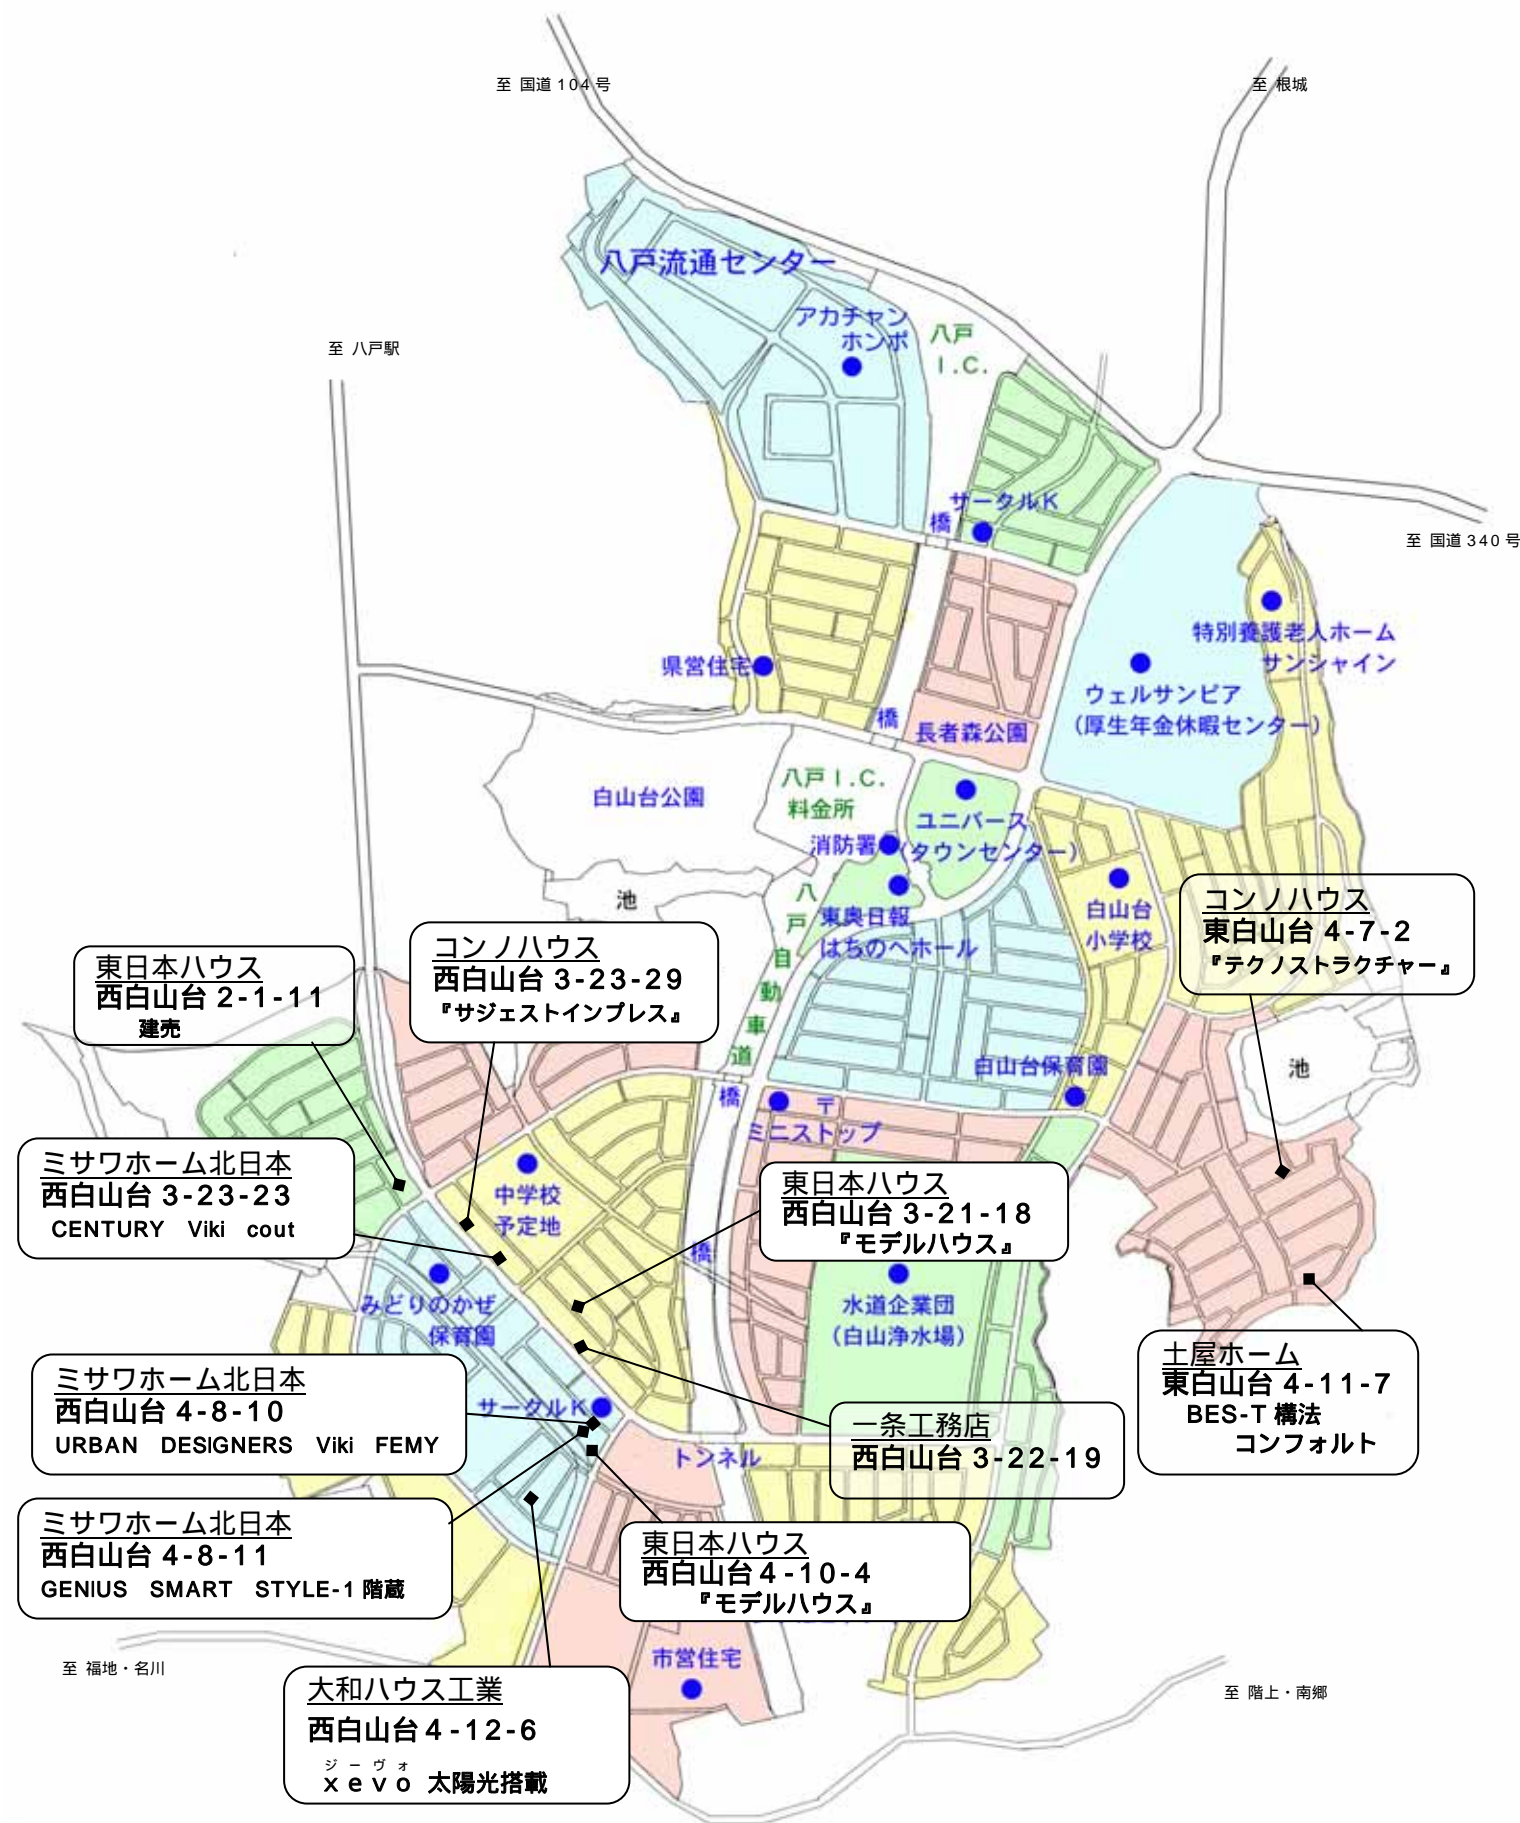 至 国道104号
至 根城
八戸流通センター
アカチャン
ホンポ
八戸
I.C.
至 八戸駅
サークルK
橋
至 国道340号
特別養護老人ホーム
サンシャイン
県営住宅
ウェルサンピア
(厚生年金休暇センター)
橋
長者森公園
八戸I.C.
料金所
白山台公園
ユニバース
(タウンセンター)
消防署
池
八戸自動車道
東奥日報
はちのへホール
白山台
小学校
コンノハウス
東白山台 4-7-2
『テクノストラクチャー』
コンノハウス
西白山台 3-23-29
『サジェストインプレス』
東日本ハウス
西白山台 2-1-11
建売
池
白山台保育園
橋
〒
ミニストップ
ミサワホーム北日本
西白山台 3-23-23
CENTURY Viki cout
中学校
予定地
東日本ハウス
西白山台 3-21-18
『モデルハウス』
橋
みどりのかぜ
保育園
水道企業団
(白山浄水場)
土屋ホーム
東白山台 4-11-7
BES-T 構法
コンフォルト
ミサワホーム北日本
西白山台 4-8-10
URBAN DESIGNERS Viki FEMY
サークルK
一条工務店
西白山台 3-22-19
トンネル
ミサワホーム北日本
西白山台 4-8-11
GENIUS SMART STYLE-1 階蔵
東日本ハウス
西白山台 4-10-4
『モデルハウス』
市営住宅
至 福地・名川
至 階上・南郷
大和ハウス工業
西白山台 4-12-6
ジーヴォ
xevo 太陽光搭載